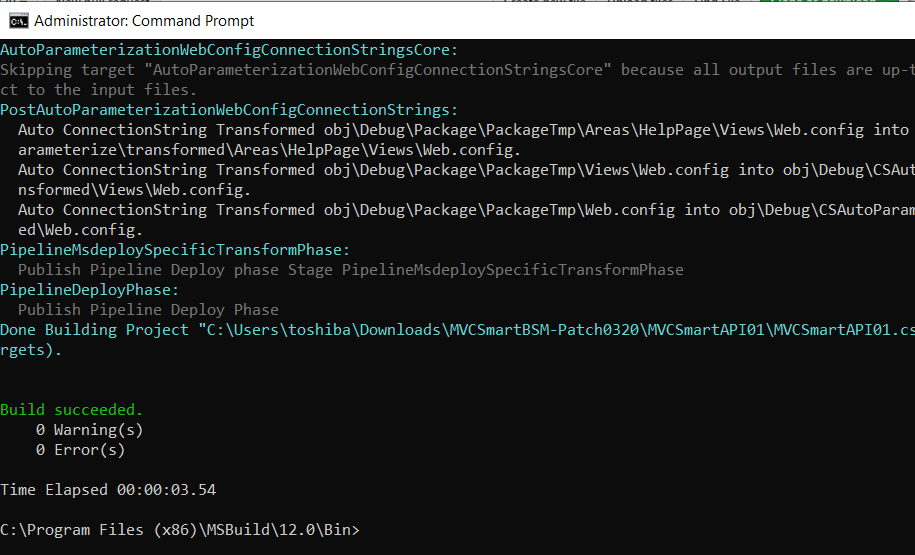 Administrator: Command Prompt
AutoParameterizationWebConfigConnectionStringsCore:
Skipping target "AutoParameterizationWebConfigConnectionStringsCore" because all output files are up-t
ct to the input files.
PostAutoParameterizationWebConfigConnectionStrings:
Auto ConnectionString Transformed obj\Debug\Package\PackageTmp\Areas\HelpPage\Views\Web.config into
arameterize\transformed\Areas\HelpPage\Views\Web.config.
Auto ConnectionString Transformed obj\Debug\Package\PackageTmp\Views\Web.config into obj\Debug\CSAut
nsformed\Views\Web.config.
Auto ConnectionString Transformed obj\Debug\Package\PackageTmp\Web.config into obj\Debug\CSAutoParam
ed\Web.config.
PipelineMsdeploySpecificTransformPhase:
Publish Pipeline Deploy phase Stage PipelineMsdeploySpecificTransformPhase
PipelineDeployPhase:
Publish Pipeline Deploy Phase
Done Building Project "C:\Users\toshiba\Downloads\MVCSmartBSM-Patch0320\MVCSmartAPI01\MVCSmartAPI01.cs
rgets).
Build succeeded.
0 Warning(s)
0 Error(s)
Time Elapsed 00:00:03.54
C:\Program Files (x86)\MSBuild\12.0\Bin>